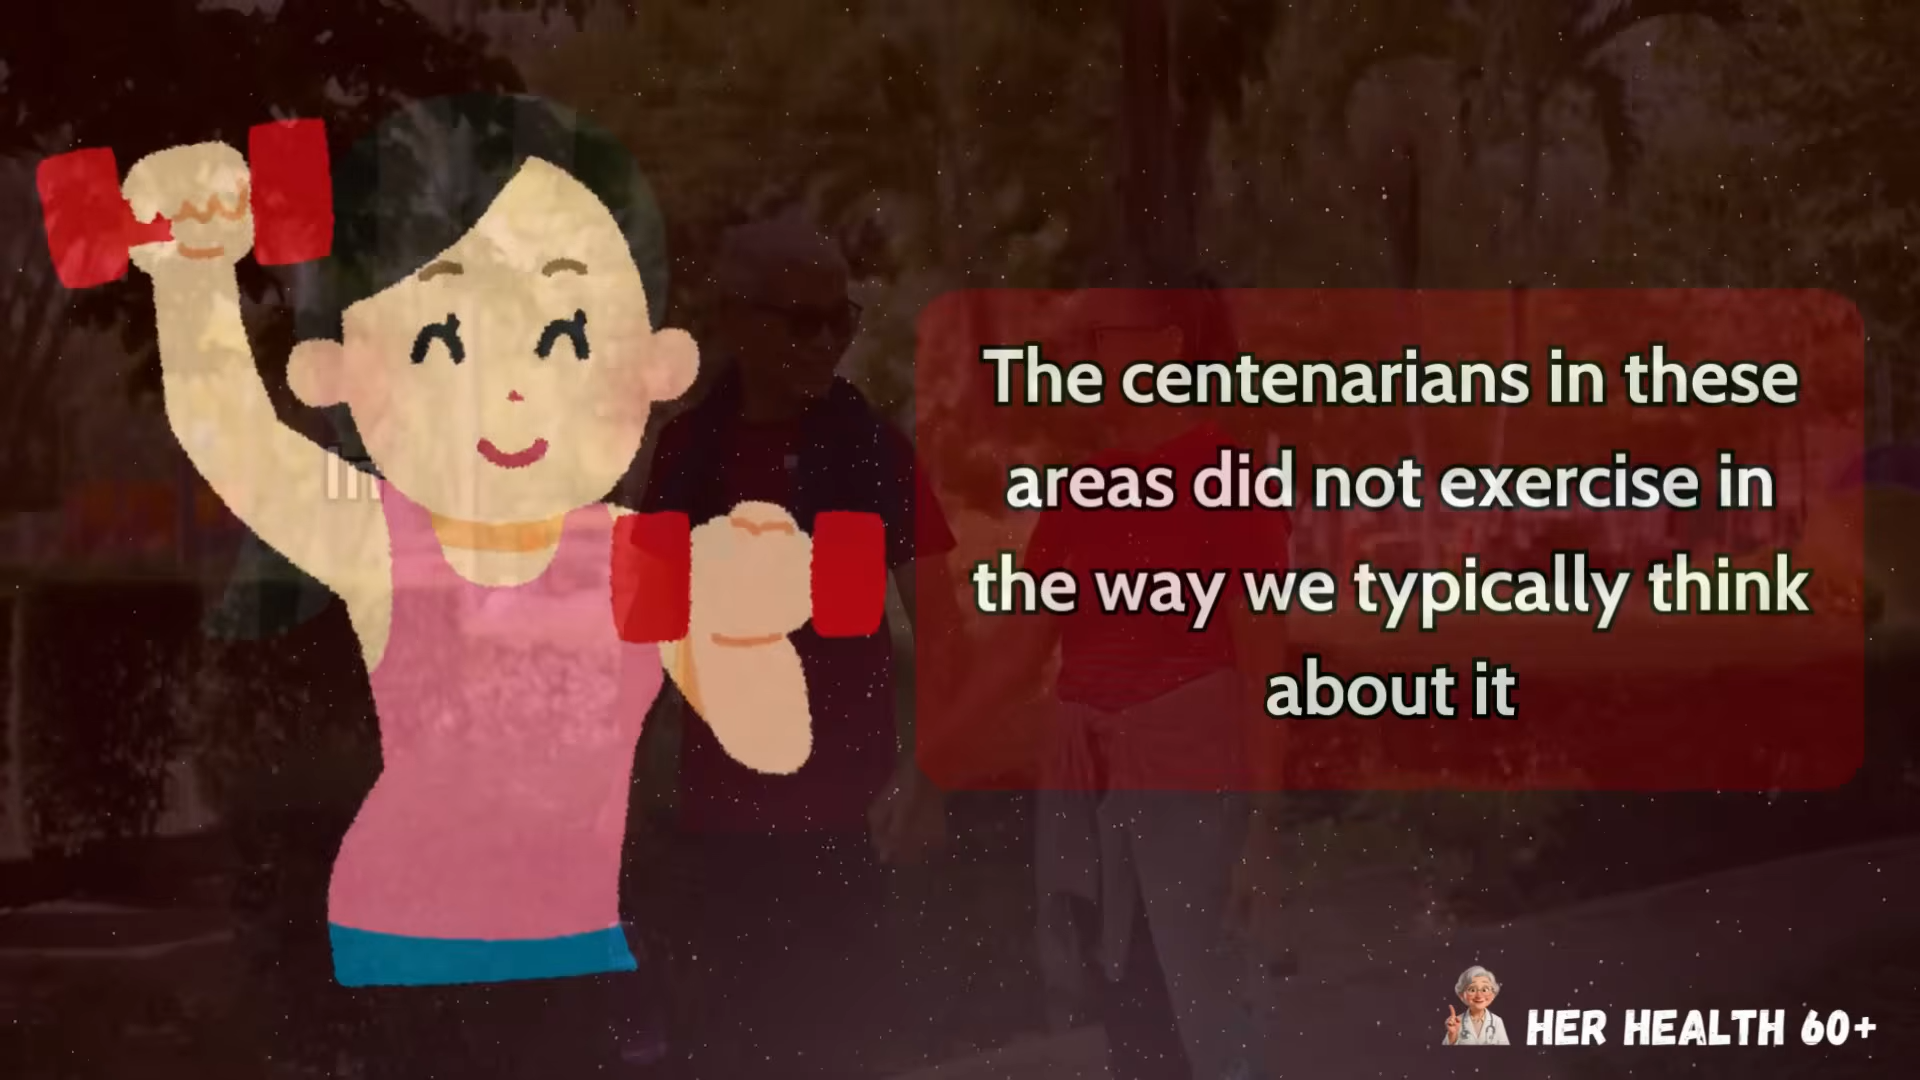 The centenarians in these
areas did not exercise in
the way we typically think
about it
In
HER HEALTH 60+